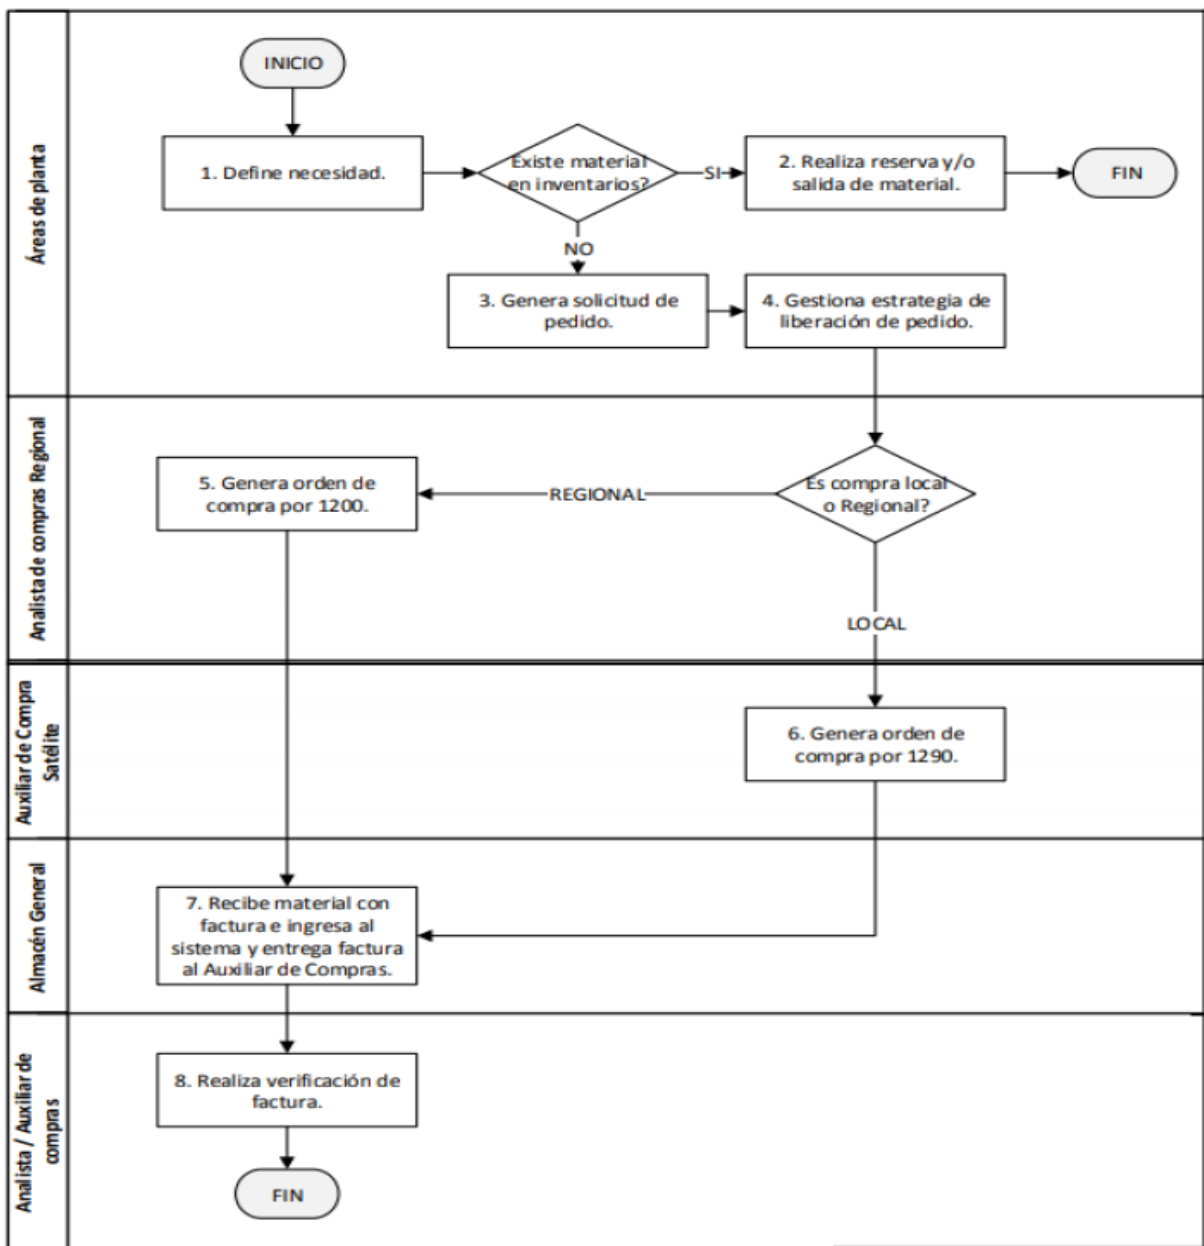 Áreas de planta
INICIO
1. Define necesidad.
Existe material
en inventarios?
SI
2. Realiza reserva y/o
salida de material.
FIN
NO
3. Genera solicitud de
pedido.
4. Gestiona estrategia de
liberación de pedido.
Analista de compras Regional
5. Genera orden de
compra por 1200.
REGIONAL
Es compra local
o Regional?
LOCAL
Auxiliar de Compra
Satélite
6. Genera orden de
compra por 1290.
Almacén General
7. Recibe material con
factura e ingresa al
sistema y entrega factura
al Auxiliar de Compras.
Analista / Auxiliar de
compras
8. Realiza verificación de
factura.
FIN